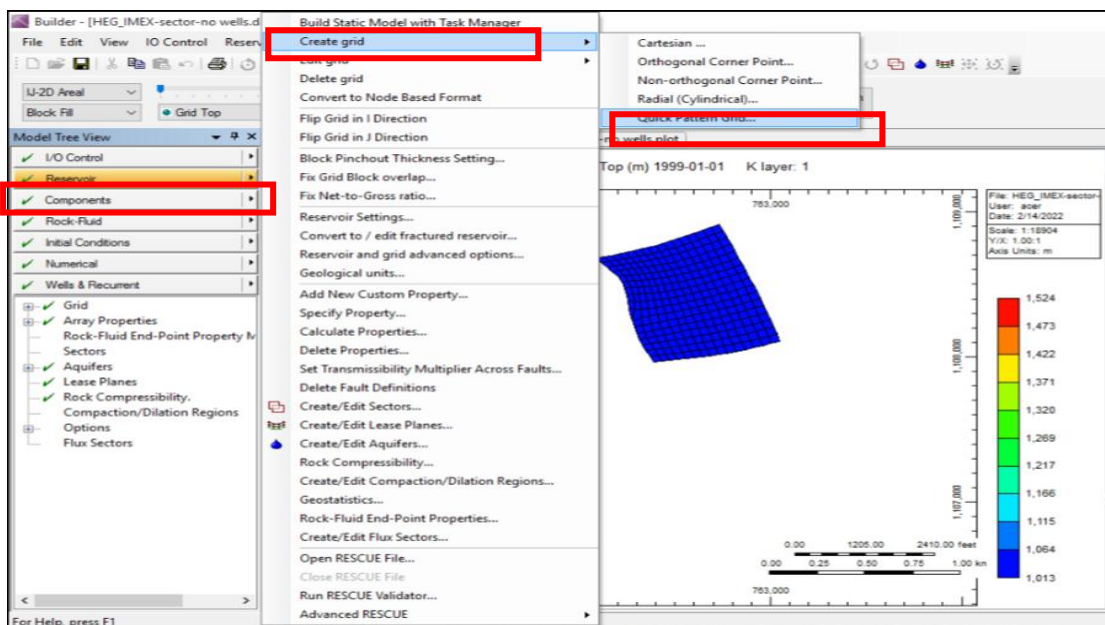 Builder - [HEG_IMEX-sector-no wells.d
File Edit View IO Control Reserv
IJ-2D Areal
Block Fill
Grid Top
Model Tree View
I/O Control
Reservoir
Components
Rock-Fluid
Initial Conditions
Numerical
Wells & Recurrent
Grid
Array Properties
Rock-Fluid End-Point Property M
Sectors
Aquifers
Lease Planes
Rock Compressibility.
Compaction/Dilation Regions
Options
Flux Sectors
For Help, press F1
Build Static Model with Task Manager
Create grid
Edit grid
Delete grid
Convert to Node Based Format
Flip Grid in I Direction
Flip Grid in J Direction
Block Pinchout Thickness Setting...
Fix Grid Block overlap...
Fix Net-to-Gross ratio...
Reservoir Settings...
Convert to / edit fractured reservoir...
Reservoir and grid advanced options...
Geological units...
Add New Custom Property...
Specify Property...
Calculate Properties...
Delete Properties...
Set Transmissibility Multiplier Across Faults...
Delete Fault Definitions
Create/Edit Sectors...
Create/Edit Lease Planes...
Create/Edit Aquifers...
Rock Compressibility...
Create/Edit Compaction/Dilation Regions...
Geostatistics...
Rock-Fluid End-Point Properties...
Create/Edit Flux Sectors...
Open RESCUE File...
Close RESCUE File
Run RESCUE Validator...
Advanced RESCUE
Cartesian ...
Orthogonal Corner Point...
Non-orthogonal Corner Point...
Radial (Cylindrical)...
Quick Pattern Grid...
-no wells.plot
Top (m) 1999-01-01 K layer: 1
763,000
1,109,000
1,108,000
1,107,000
File: HEG_IMEX-sector-
User: acer
Date: 2/14/2022
Scale: 1:18904
Y/X: 1.00:1
Axis Units: m
1,524
1,473
1,422
1,371
1,320
1,269
1,217
1,166
1,115
1,064
1,013
0.00 1205.00 2410.00 feet
0.00 0.25 0.50 0.75 1.00 km
763,000